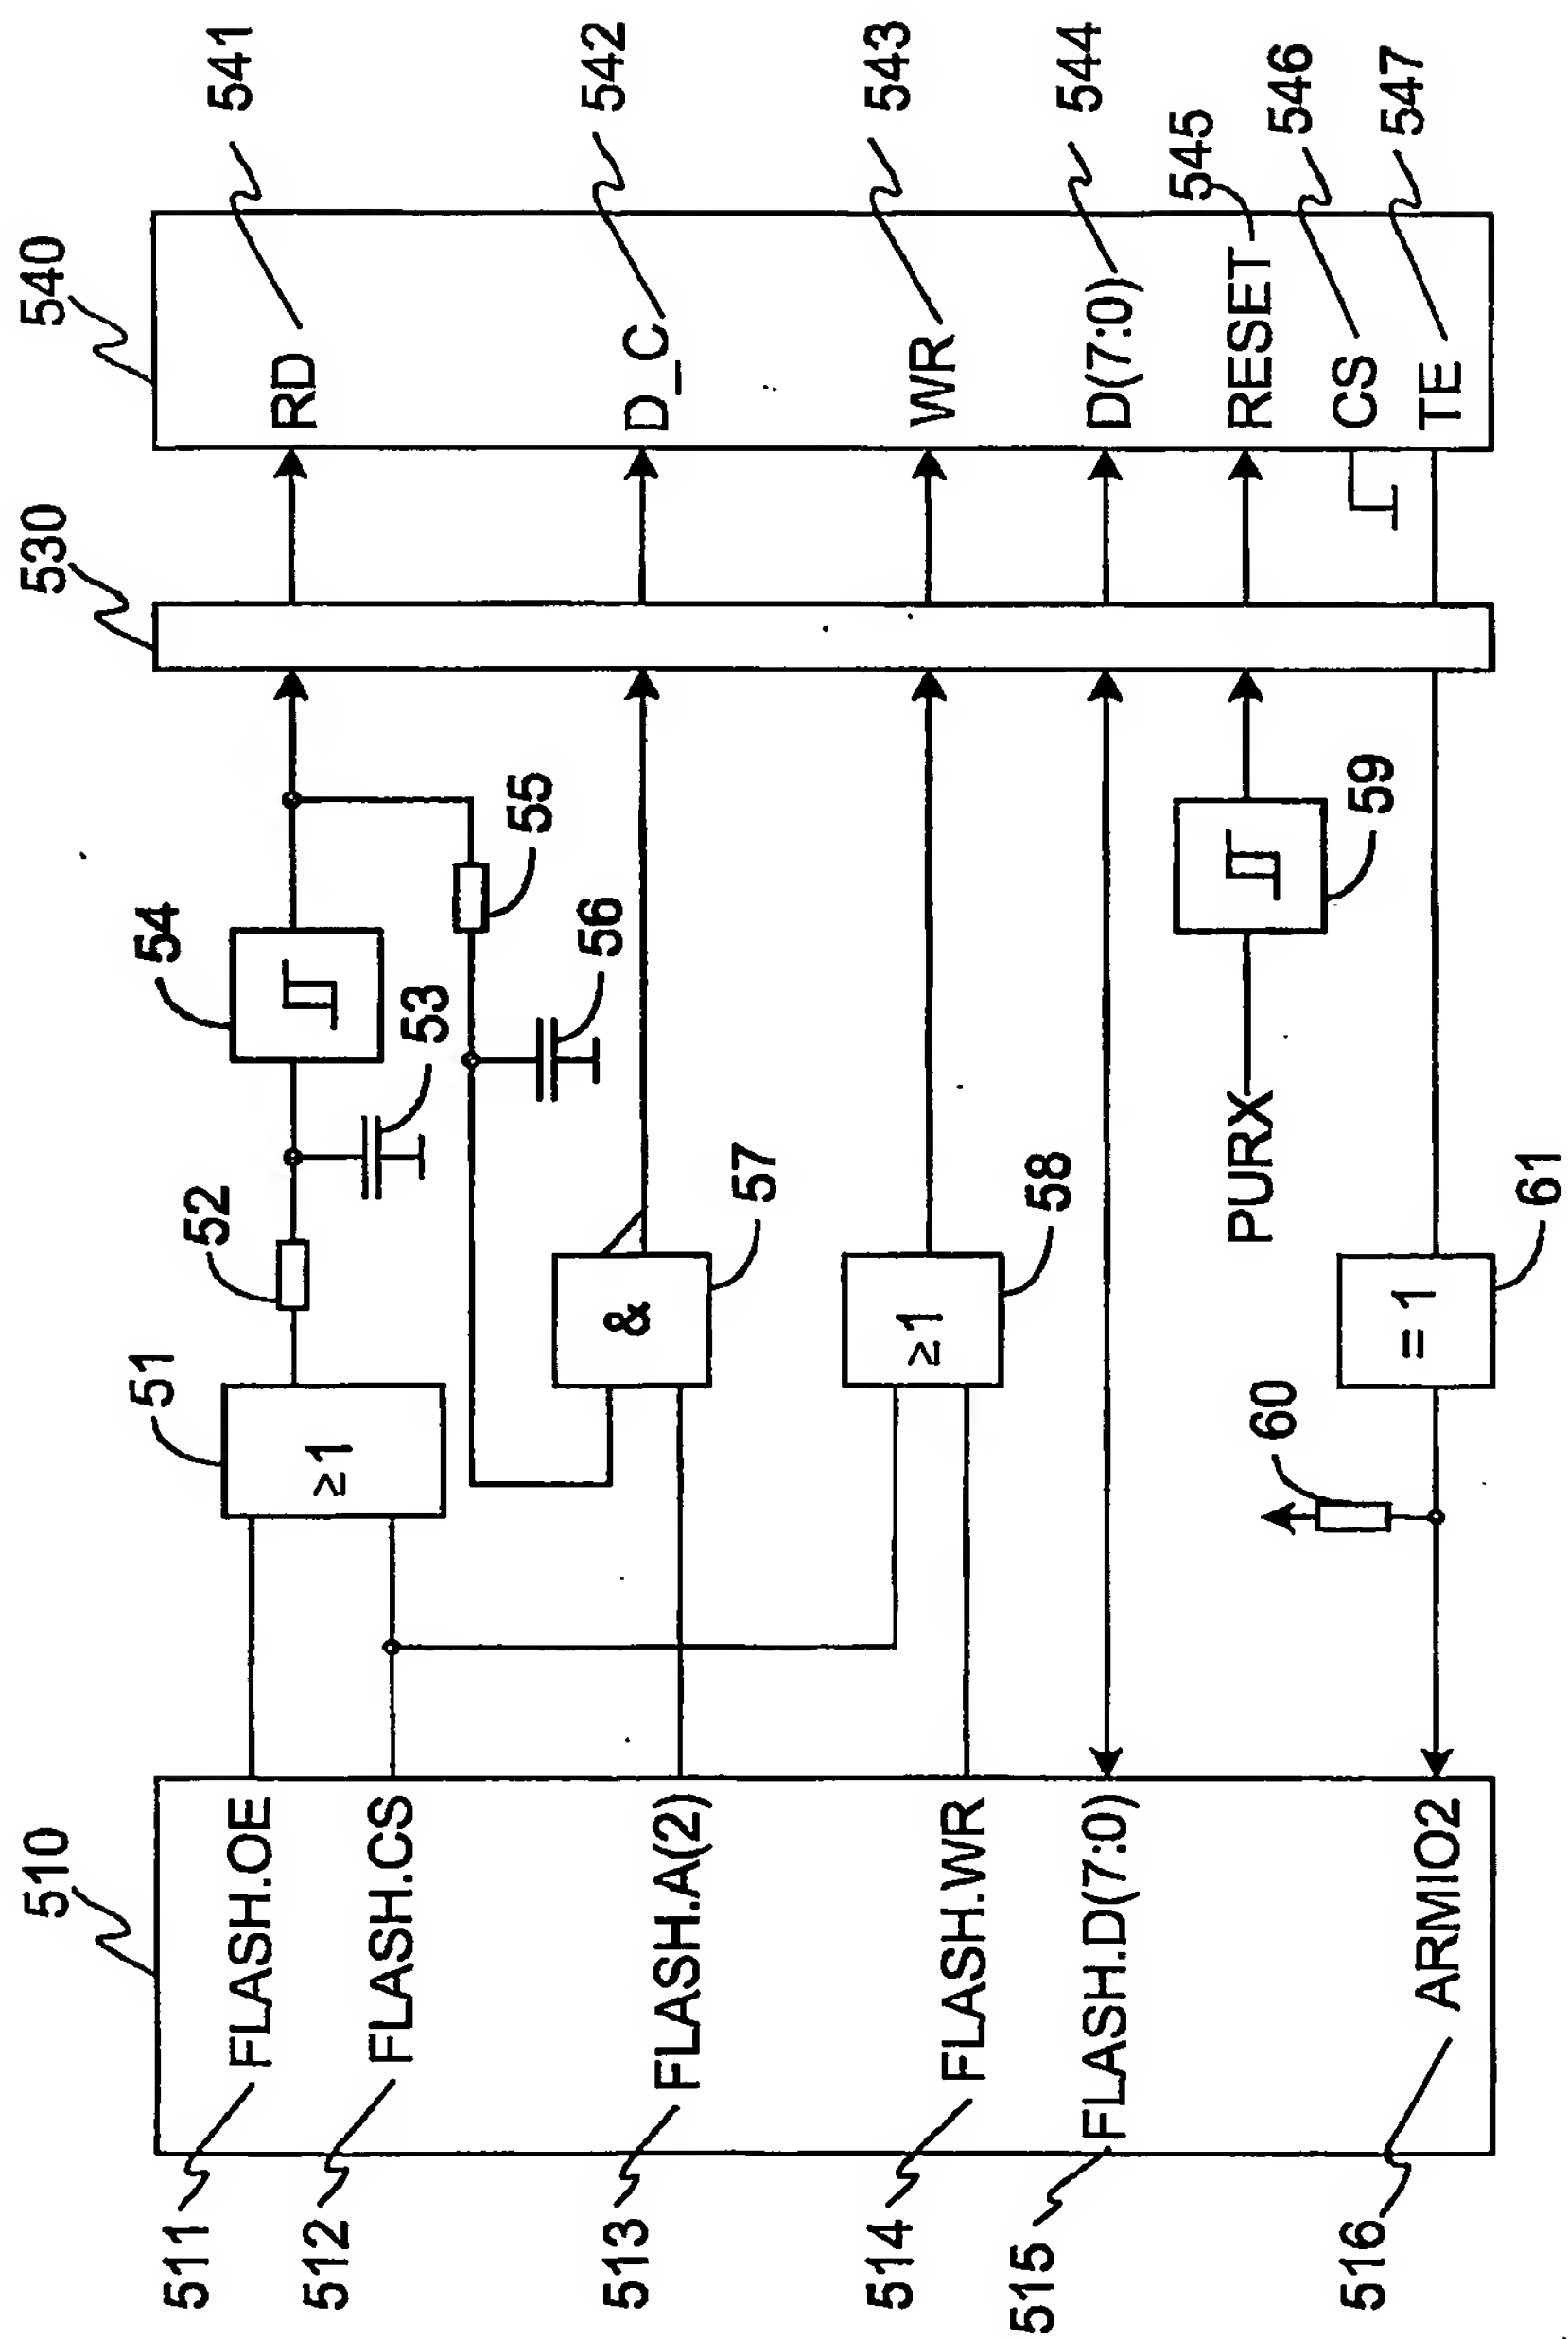 510
530
540
511
FLASH.OE
512
FLASH.CS
513
FLASH.A(2)
514
FLASH.WR
515
FLASH.D(7:0)
516
ARMIO2
51
≥1
52
53
54
55
56
57
&
58
≥1
PURX
59
60
61
= 1
RD
541
D_C
542
WR
543
D(7:0)
544
RESET
545
CS
546
TE
547